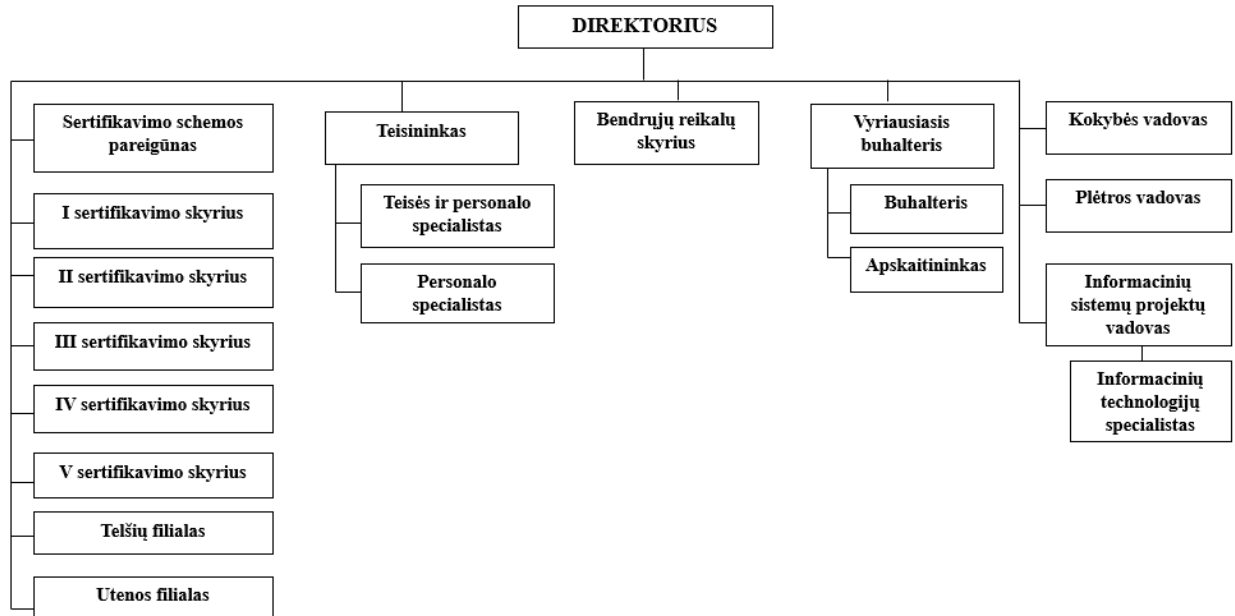 DIREKTORIUS
Sertifikavimo schemos
pareigūnas
I sertifikavimo skyrius
II sertifikavimo skyrius
III sertifikavimo skyrius
IV sertifikavimo skyrius
V sertifikavimo skyrius
Telšių filialas
Utenos filialas
Teisininkas
Teisės ir personalo
specialistas
Personalo
specialistas
Bendrųjų reikalų
skyrius
Vyriausiasis
buhalteris
Buhalteris
Apskaitininkas
Kokybės vadovas
Plėtros vadovas
Informacinių
sistemų projektų
vadovas
Informacinių
technologijų
specialistas